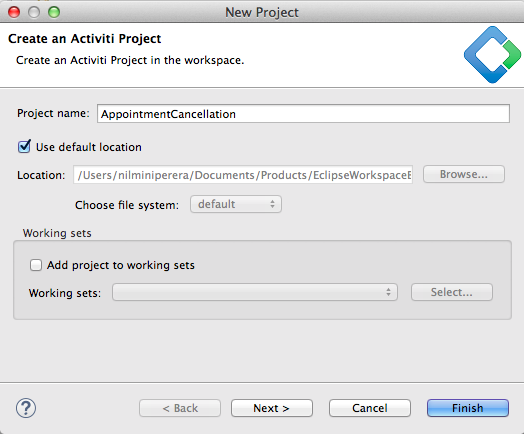 New Project
Create an Activiti Project
Create an Activiti Project in the workspace.
Project name: AppointmentCancellation
Use default location
Location: /Users/nilminiperera/Documents/Products/EclipseWorkspaceB Browse...
Choose file system: default
Working sets
Add project to working sets
Working sets: Select...
? < Back Next > Cancel Finish